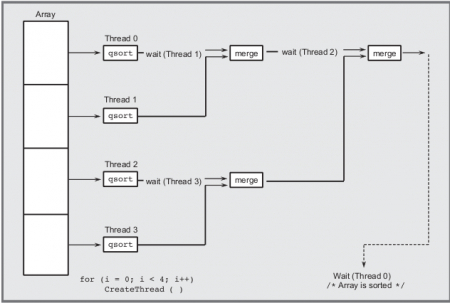 Array
Thread 0
qsort
wait (Thread 1)
merge
wait (Thread 2)
merge
Thread 1
qsort
Thread 2
qsort
wait (Thread 3)
merge
Thread 3
qsort
for (i = 0; i < 4; i++)
CreateThread ( )
Wait (Thread 0)
/* Array is sorted */